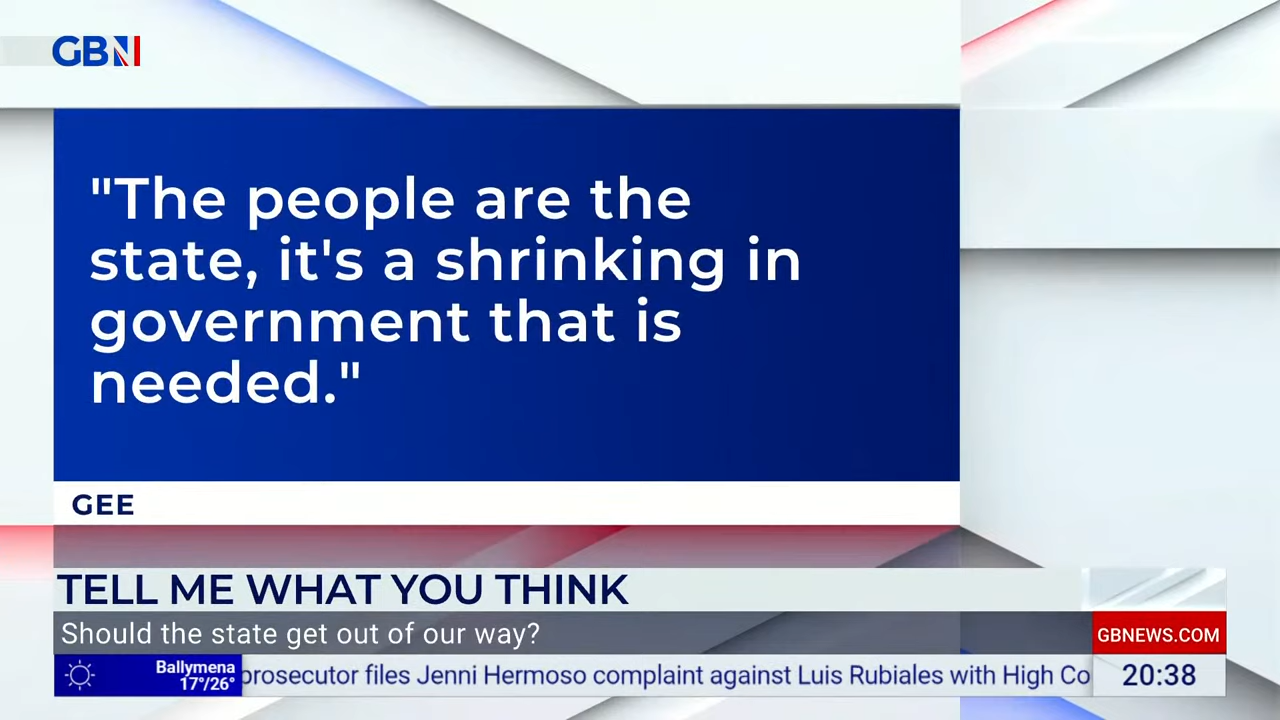 GBN
"The people are the
state, it's a shrinking in
government that is
needed."
GEE
TELL ME WHAT YOU THINK
Should the state get out of our way?
GBNEWS.COM
Ballymena
17°/26°
prosecutor files Jenni Hermoso complaint against Luis Rubiales with High Co
20:38